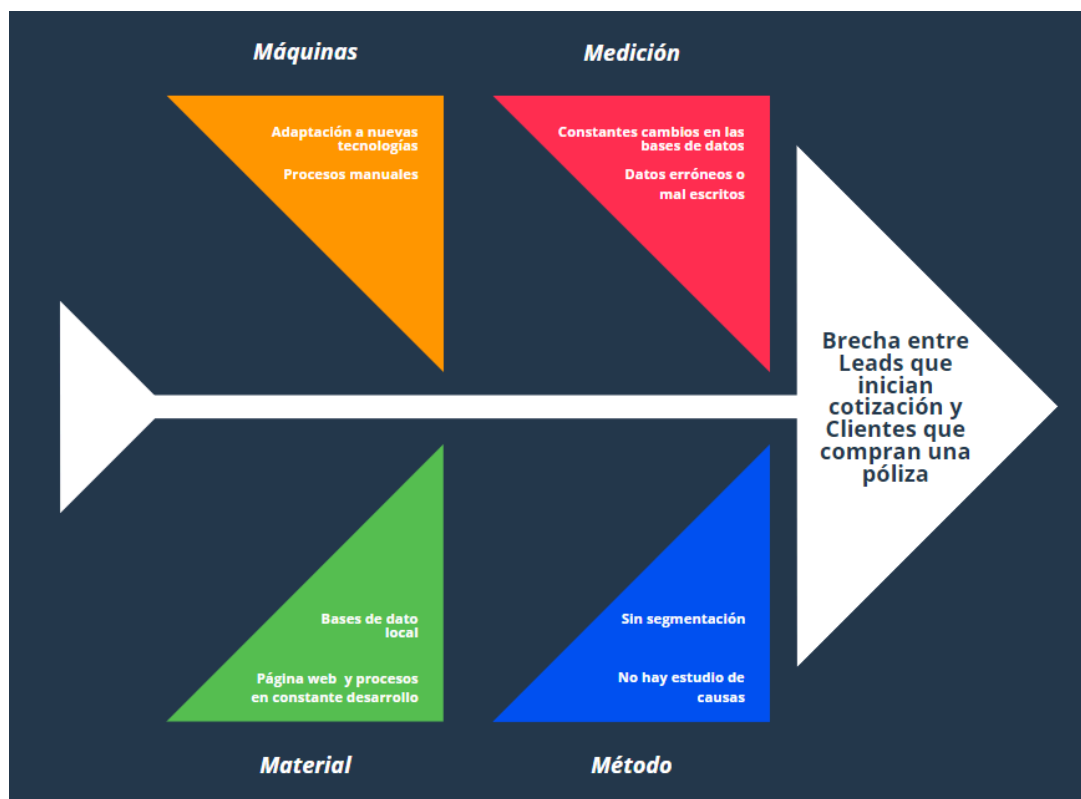 Máquinas
Medición
Adaptación a nuevas
tecnologías
Procesos manuales
Constantes cambios en las
bases de datos
Datos erróneos o
mal escritos
Brecha entre
Leads que
inician
cotización y
Clientes que
compran una
póliza
Bases de dato
local
Página web y procesos
en constante desarrollo
Sin segmentación
No hay estudio de
causas
Material
Método